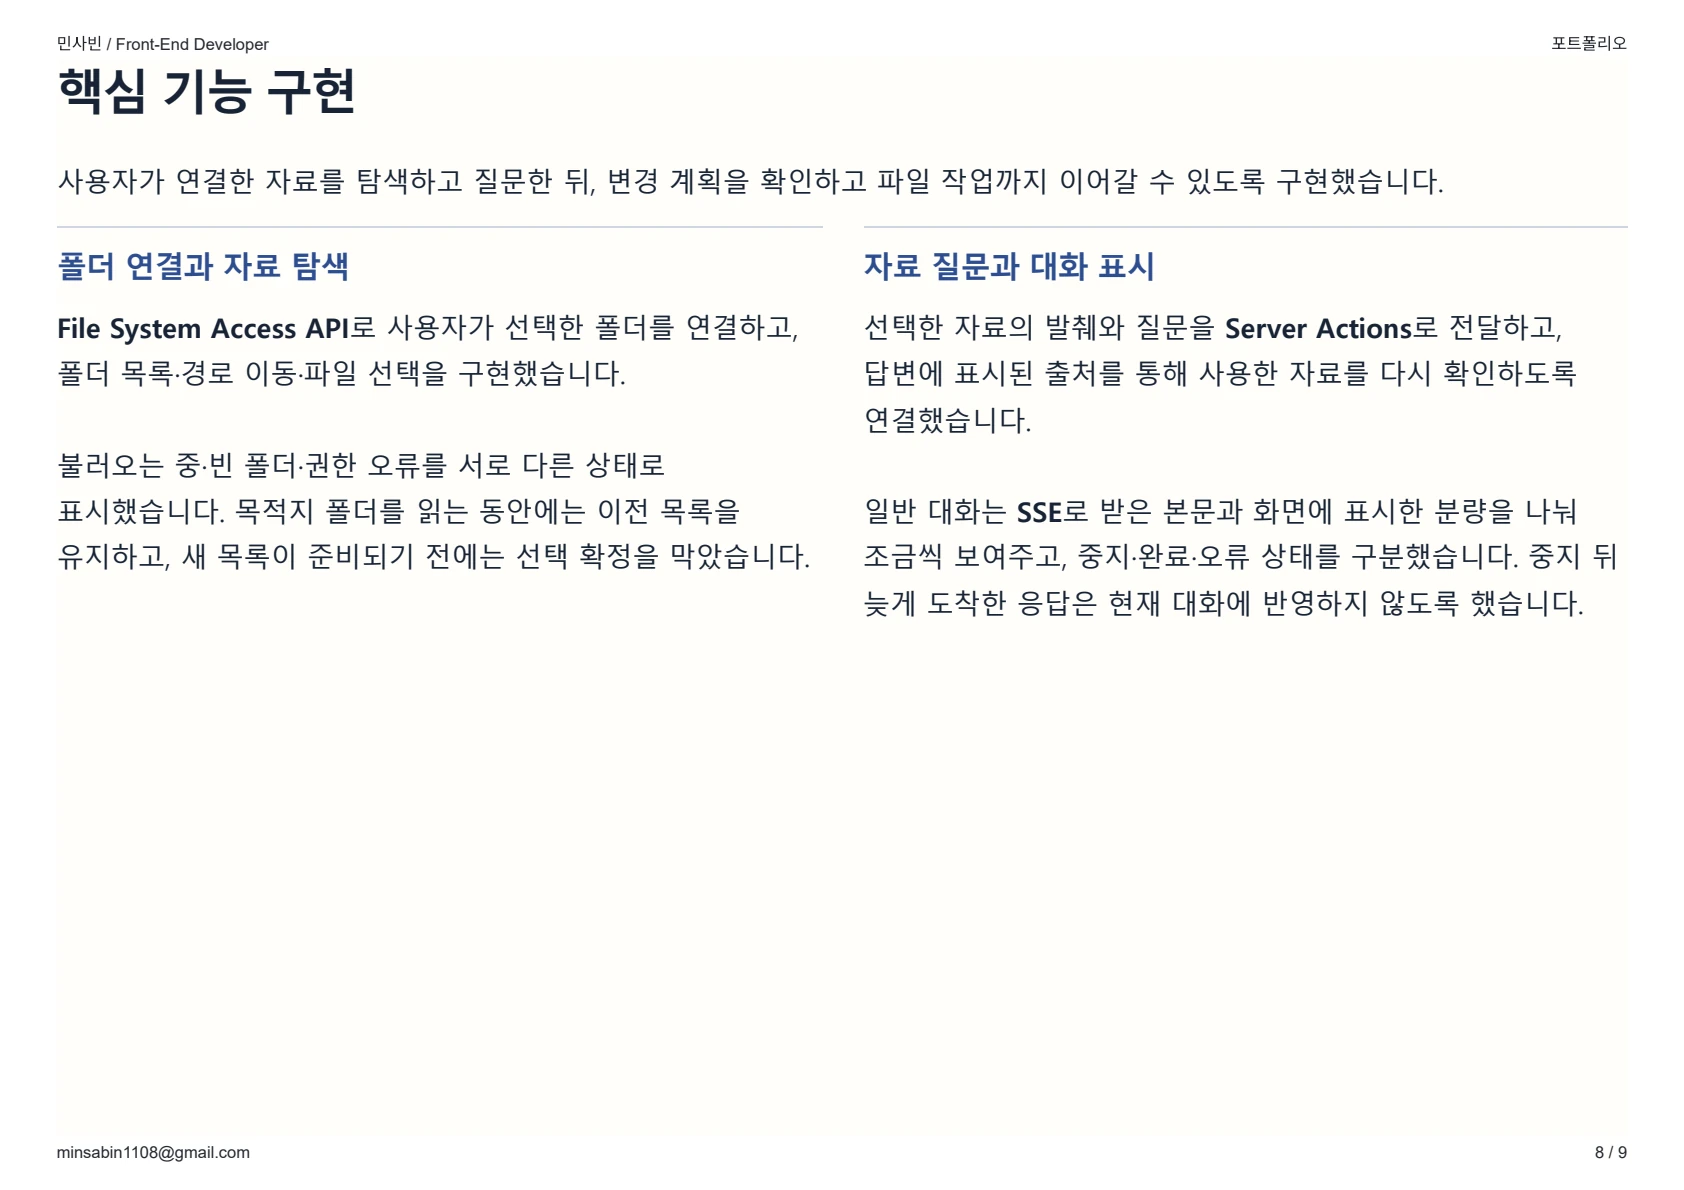 민사빈 / Front-End Developer
포트폴리오
핵심 기능 구현
사용자가 연결한 자료를 탐색하고 질문한 뒤, 변경 계획을 확인하고 파일 작업까지 이어갈 수 있도록 구현했습니다.
폴더 연결과 자료 탐색
File System Access API로 사용자가 선택한 폴더를 연결하고,
폴더 목록·경로 이동·파일 선택을 구현했습니다.
불러오는 중·빈 폴더·권한 오류를 서로 다른 상태로
표시했습니다. 목적지 폴더를 읽는 동안에는 이전 목록을
유지하고, 새 목록이 준비되기 전에는 선택 확정을 막았습니다.
자료 질문과 대화 표시
선택한 자료의 발췌와 질문을 Server Actions로 전달하고,
답변에 표시된 출처를 통해 사용한 자료를 다시 확인하도록
연결했습니다.
일반 대화는 SSE로 받은 본문과 화면에 표시한 분량을 나눠
조금씩 보여주고, 중지·완료·오류 상태를 구분했습니다. 중지 뒤
늦게 도착한 응답은 현재 대화에 반영하지 않도록 했습니다.
minsabin1108@gmail.com
8 / 9